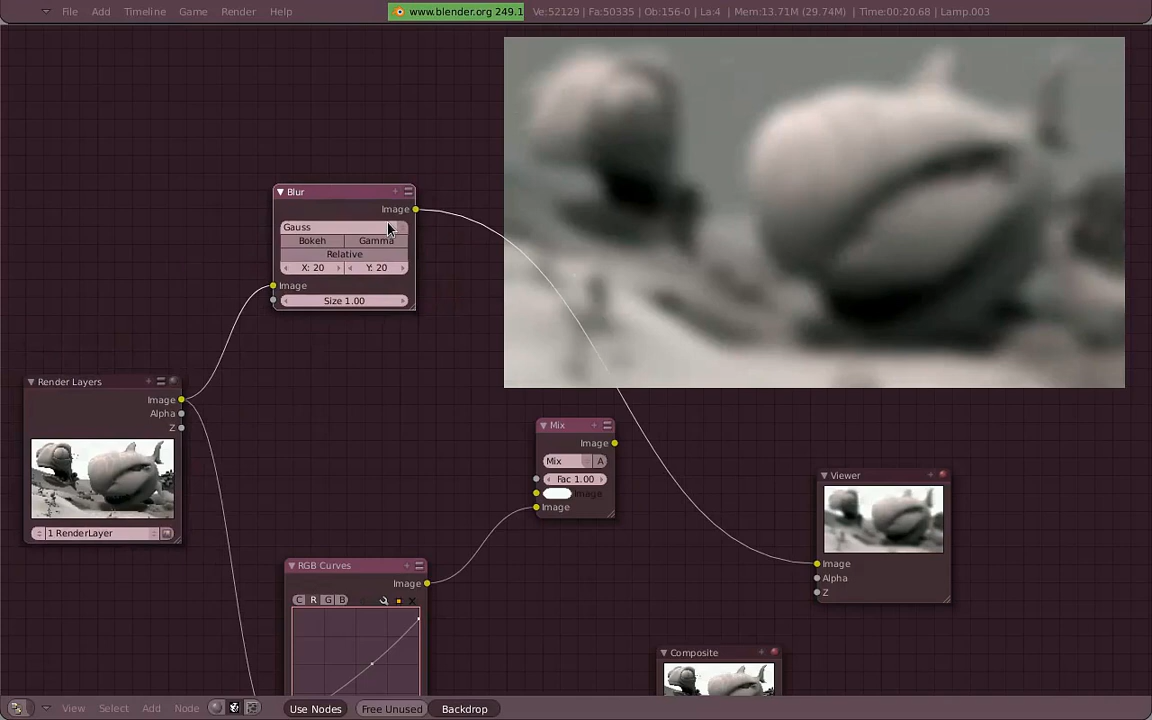 File Add Timeline Game Render Help www.blender.org 249.1 Ve:52129 | Fa:50335 | Ob:156-0 | La:4 | Mem:13.71M (29.74M) | Time:00:20.68 | Lamp.003
Blur
Image
Gauss
Bokeh Gamma
Relative
X: 20 Y: 20
Image
Size 1.00
Render Layers
Image
Alpha
Z
1 RenderLayer
Mix
Image
Mix A
Fac 1.00
Image
Image
Viewer
Image
Alpha
Z
RGB Curves
Image
C R G B
Composite
View Select Add Node Use Nodes Free Unused Backdrop